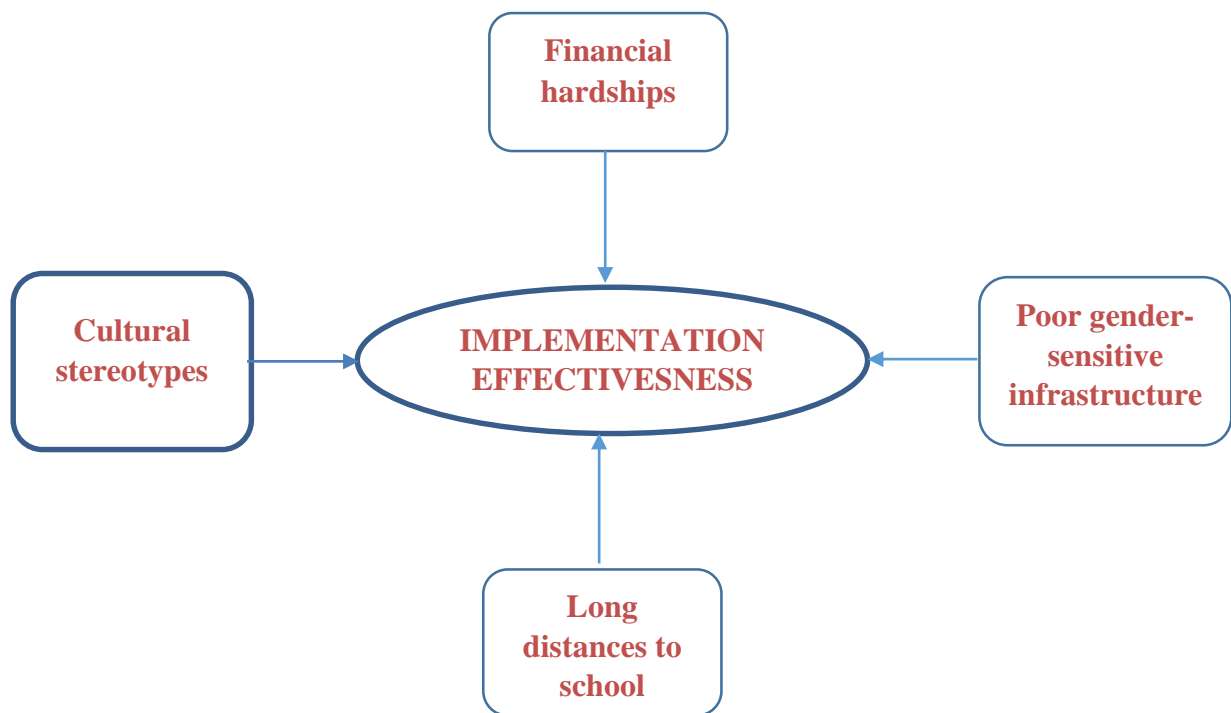 Financial
hardships
Cultural
stereotypes
IMPLEMENTATION
EFFECTIVESNESS
Poor gender-
sensitive
infrastructure
Long
distances to
school